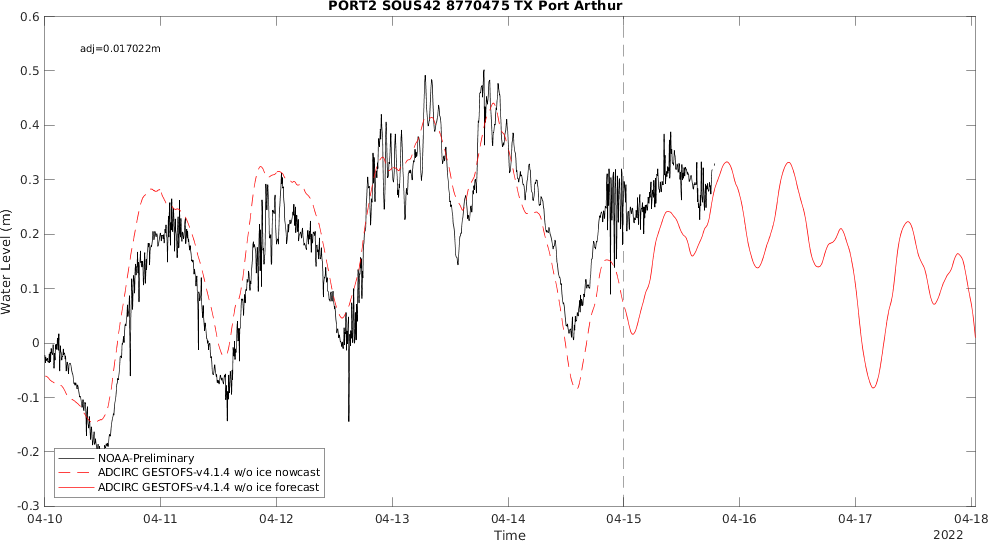 PORT2 SOUS42 8770475 TX Port Arthur
adj=0.017022m
Water Level (m)
0.6
0.5
0.4
0.3
0.2
0.1
0
-0.1
-0.2
-0.3
NOAA-Preliminary
ADCIRC GESTOFS-v4.1.4 w/o ice nowcast
ADCIRC GESTOFS-v4.1.4 w/o ice forecast
04-10 04-11 04-12 04-13 04-14 04-15 04-16 04-17 04-18
Time
2022